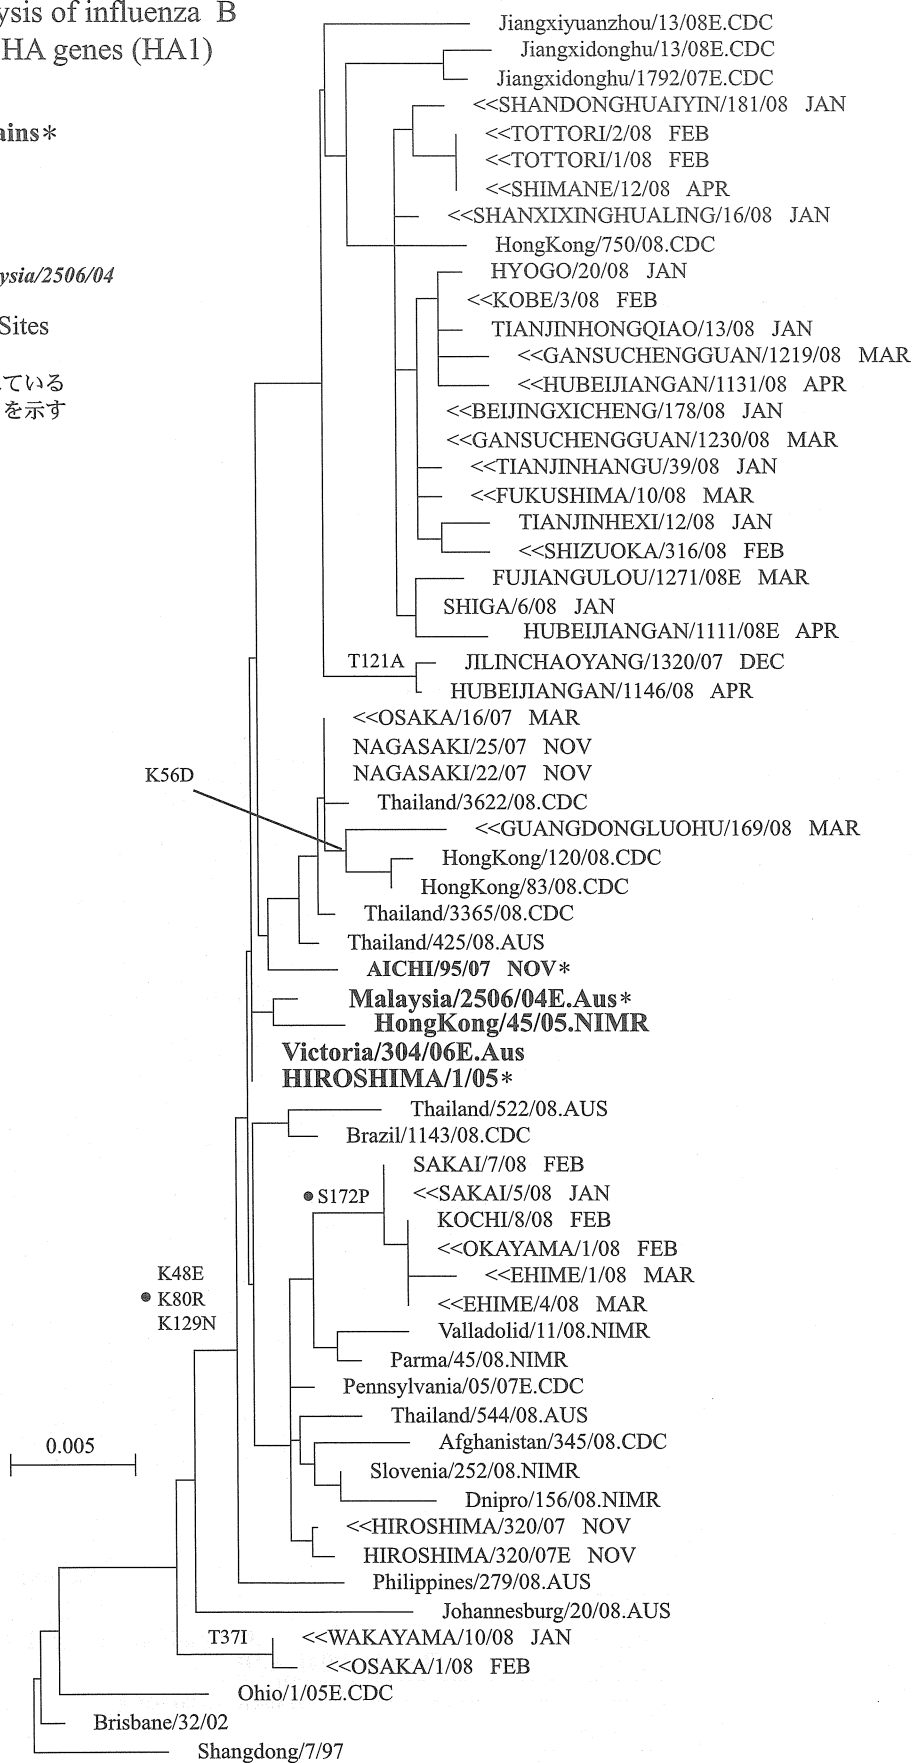 ysis of influenza B
HA genes (HA1)
ains*
ysia/2506/04
Sites
ている
を示す
Jiangxiyuanzhou/13/08E.CDC
Jiangxidonghu/13/08E.CDC
Jiangxidonghu/1792/07E.CDC
<<SHANDONGHUAIYIN/181/08 JAN
<<TOTTORI/2/08 FEB
<<TOTTORI/1/08 FEB
<<SHIMANE/12/08 APR
<<SHANXIXINGHUALING/16/08 JAN
HongKong/750/08.CDC
HYOGO/20/08 JAN
<<KOBE/3/08 FEB
TIANJINHONGQIAO/13/08 JAN
<<GANSUCHENGGUAN/1219/08 MAR
<<HUBEIJIANGAN/1131/08 APR
<<BEIJINGXICHENG/178/08 JAN
<<GANSUCHENGGUAN/1230/08 MAR
<<TIANJINHANGU/39/08 JAN
<<FUKUSHIMA/10/08 MAR
TIANJINHEXI/12/08 JAN
<<SHIZUOKA/316/08 FEB
FUJIANGULOU/1271/08E MAR
SHIGA/6/08 JAN
HUBEIJIANGAN/1111/08E APR
T121A
JILINCHAOYANG/1320/07 DEC
HUBEIJIANGAN/1146/08 APR
<<OSAKA/16/07 MAR
NAGASAKI/25/07 NOV
NAGASAKI/22/07 NOV
K56D
Thailand/3622/08.CDC
<<GUANGDONGLUOHU/169/08 MAR
HongKong/120/08.CDC
HongKong/83/08.CDC
Thailand/3365/08.CDC
Thailand/425/08.AUS
AICHI/95/07 NOV*
Malaysia/2506/04E.Aus*
HongKong/45/05.NIMR
Victoria/304/06E.Aus
HIROSHIMA/1/05*
Thailand/522/08.AUS
Brazil/1143/08.CDC
SAKAI/7/08 FEB
● S172P
<<SAKAI/5/08 JAN
KOCHI/8/08 FEB
<<OKAYAMA/1/08 FEB
<<EHIME/1/08 MAR
<<EHIME/4/08 MAR
K48E
● K80R
K129N
Valladolid/11/08.NIMR
Parma/45/08.NIMR
Pennsylvania/05/07E.CDC
Thailand/544/08.AUS
Afghanistan/345/08.CDC
0.005
Slovenia/252/08.NIMR
Dnipro/156/08.NIMR
<<HIROSHIMA/320/07 NOV
HIROSHIMA/320/07E NOV
Philippines/279/08.AUS
Johannesburg/20/08.AUS
T37I
<<WAKAYAMA/10/08 JAN
<<OSAKA/1/08 FEB
Ohio/1/05E.CDC
Brisbane/32/02
Shangdong/7/97